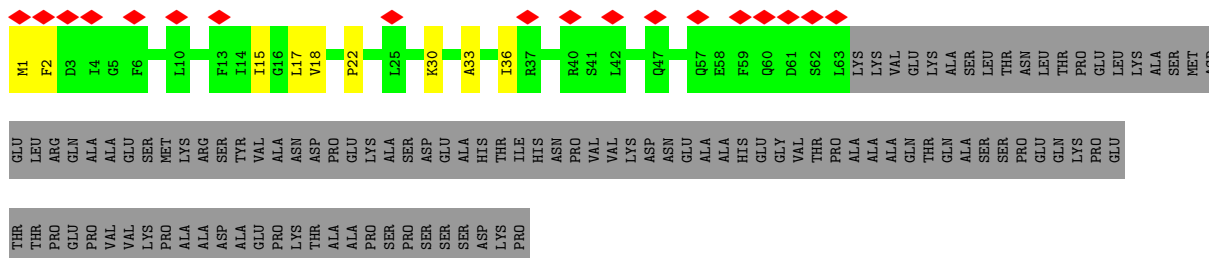 M1 F2 D3 I4 G5 F6 L10 F13 I14 I15 G16 L17 V18 P22 L25 K30 A33 I36 R37 R40 S41 L42 Q47 Q57 E58 F59 Q60 D61 S62 L63 LYS LYS VAL GLU LYS ALA SER LEU THR ASN LEU THR PRO GLU LEU LYS ALA SER MET ASP
GLU LEU ARG GLN ALA ALA GLU SER MET LYS ARG SER TYR VAL ALA ASN ASP PRO GLU LYS ALA SER ASP GLU ALA HIS THR ILE HIS ASN PRO VAL VAL LYS ASP ASN GLU ALA ALA HIS GLU GLY VAL THR PRO ALA ALA ALA GLN THR GLN ALA SER SER PRO GLU GLN LYS PRO GLU
THR THR PRO GLU PRO VAL VAL LYS PRO ALA ALA ASP ALA GLU PRO LYS THR ALA ALA PRO SER PRO SER SER SER ASP LYS PRO